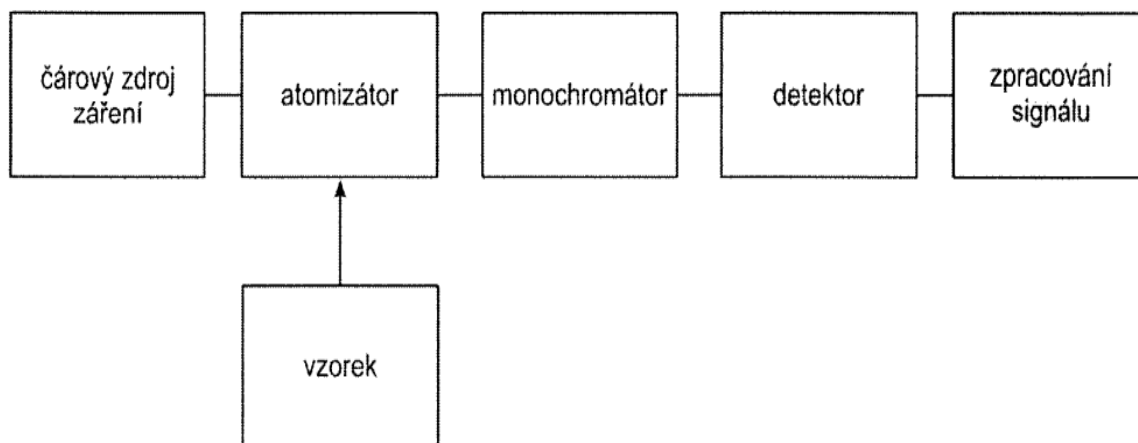 čárový zdroj
záření
atomizátor
monochromátor
detektor
zpracování
signálu
vzorek